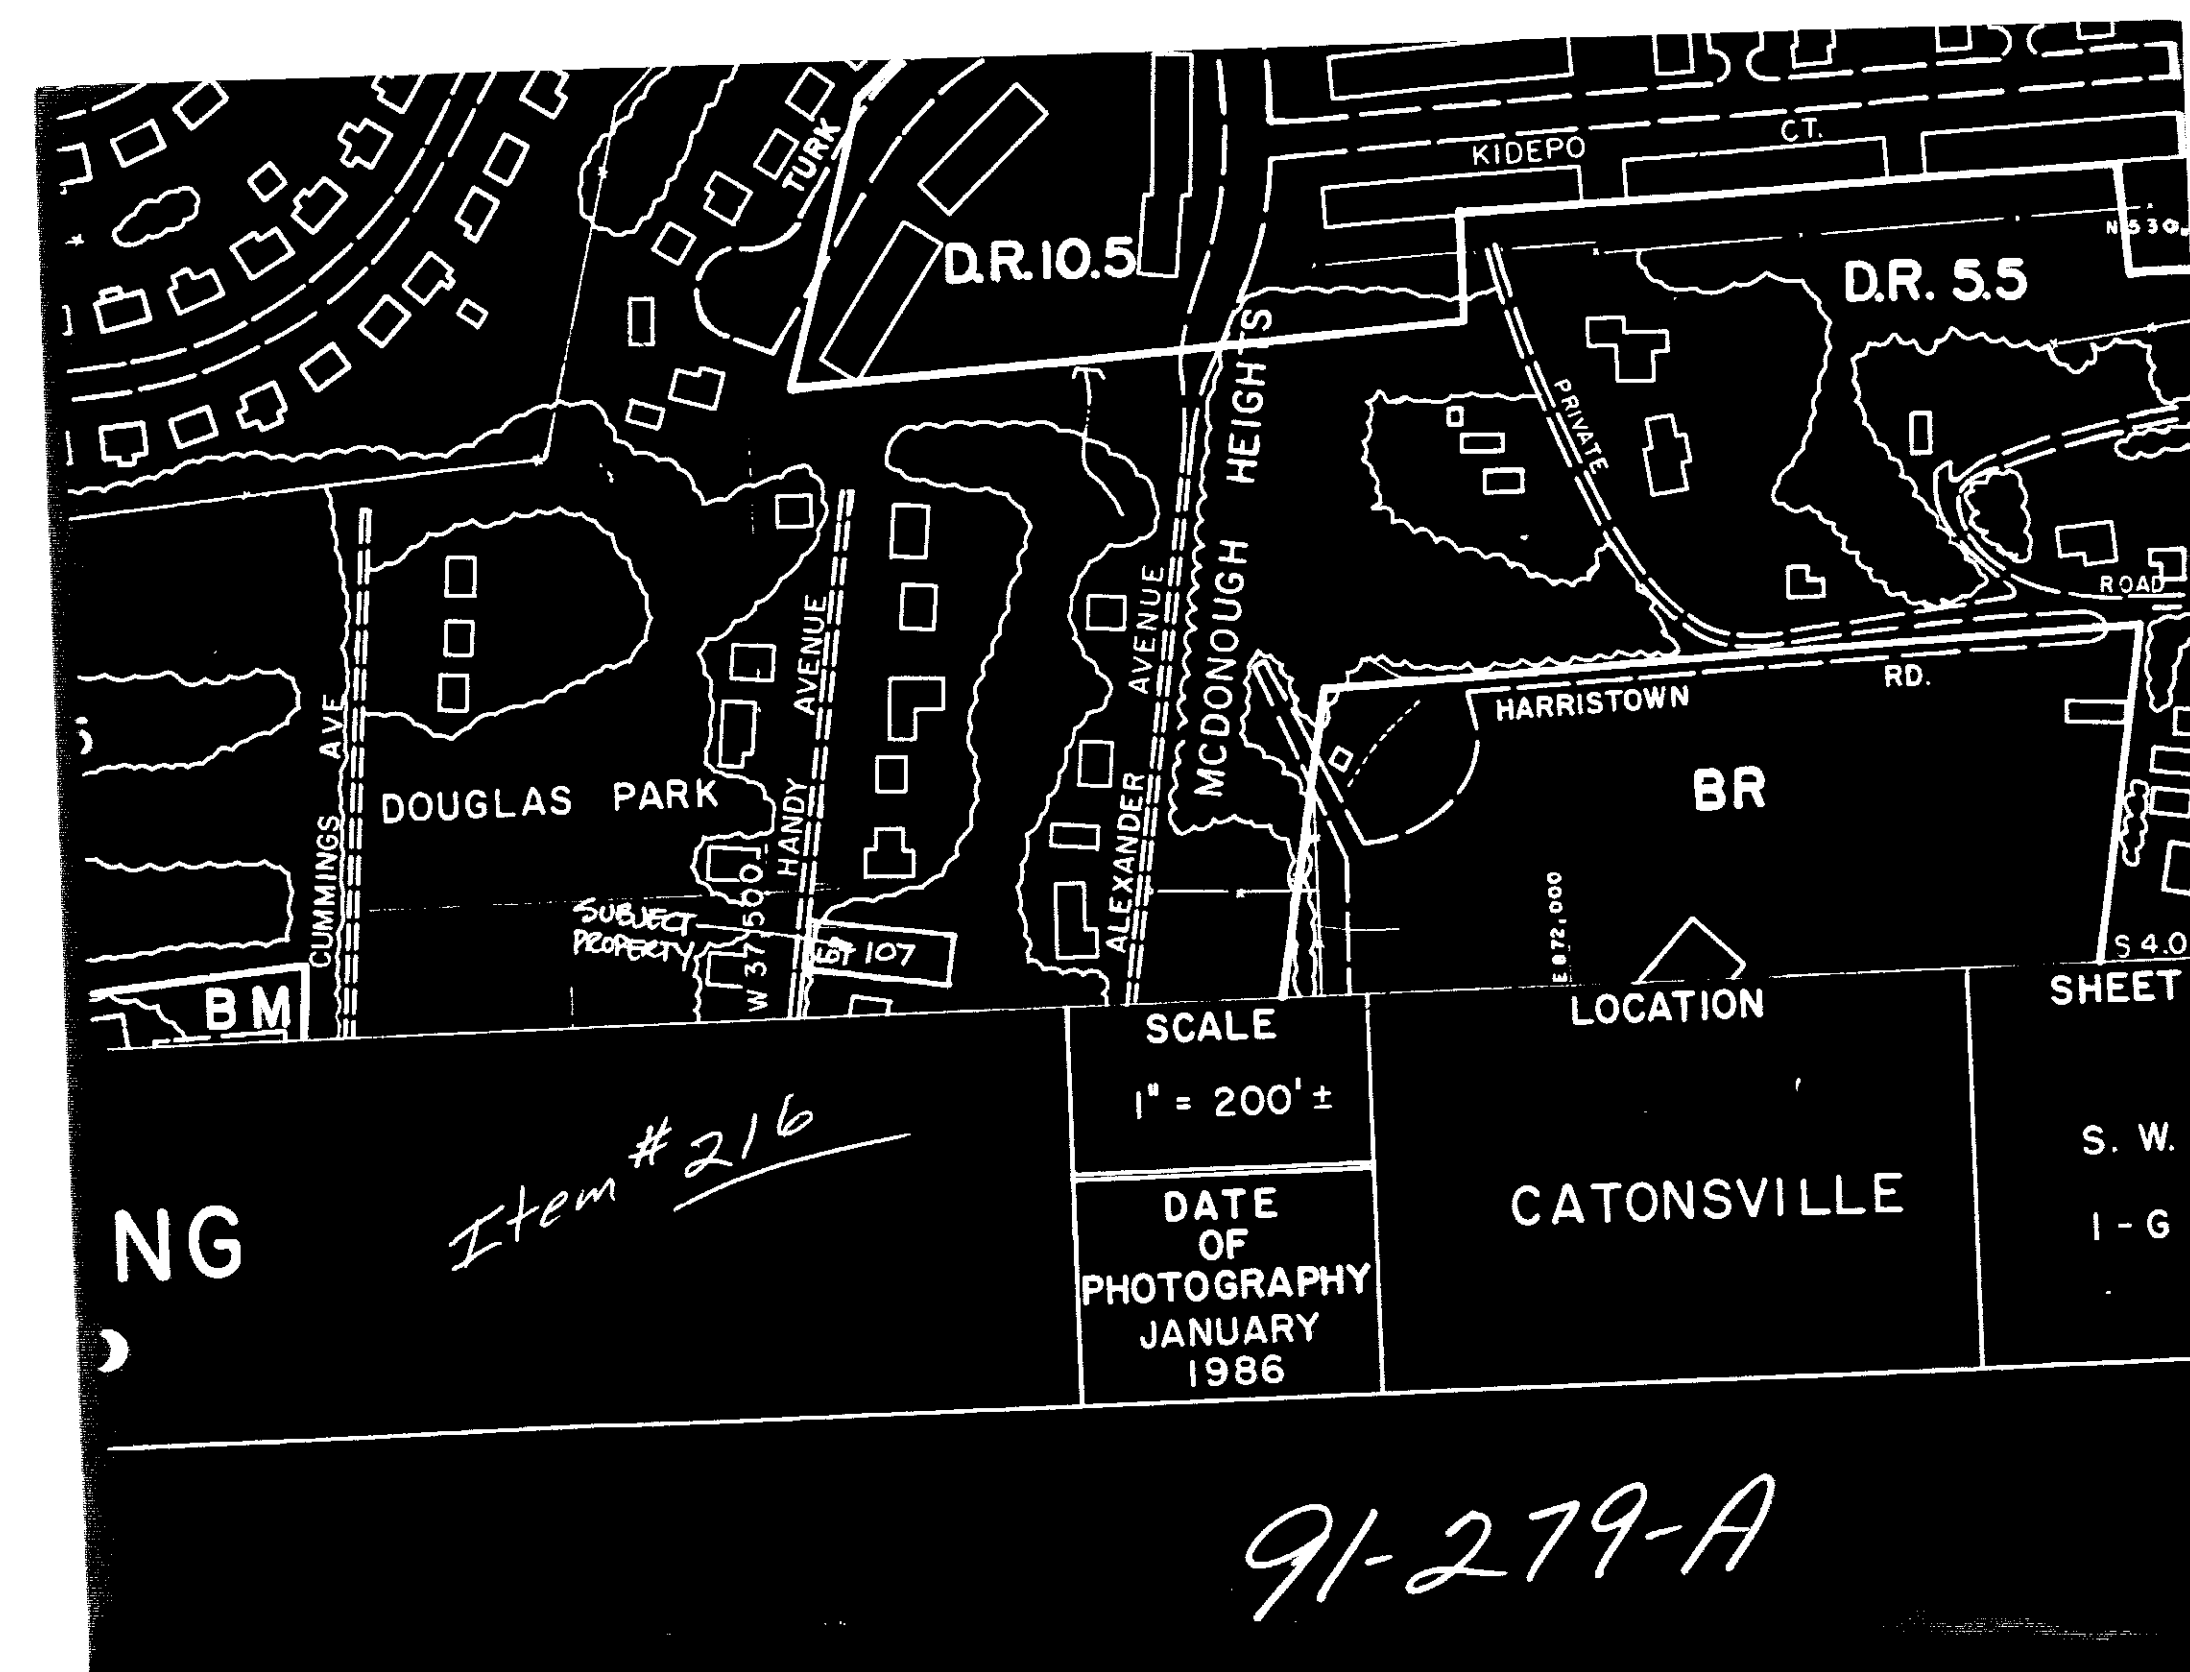 TURK
KIDEPO CT.
D.R.10.5
D.R. 5.5
MCDONOUGH HEIGHTS
PRIVATE
ROAD
HARRISTOWN RD.
BR
CUMMINGS AVE
DOUGLAS PARK
HANDY AVENUE
ALEXANDER AVENUE
SUBJECT
PROPERTY
LOT 107
W 37,500
E 872,000
S 4.0
BM
SCALE
1" = 200' ±
LOCATION
CATONSVILLE
SHEET
S. W.
1 - G
DATE
OF
PHOTOGRAPHY
JANUARY
1986
NG
Item #216
91-279-A